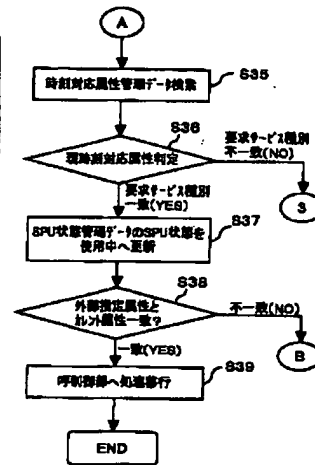 A
時刻対応属性管理データ検索
S35
S36
現時刻対応属性判定
要求サービス種別
不一致(NO)
要求サービス種別
一致(YES)
3
S37
SPU状態管理データのSPU状態を
使用中へ更新
S38
外部指定属性と
カレント属性一致?
不一致(NO)
一致(YES)
B
S39
呼制御部へ処理移行
END